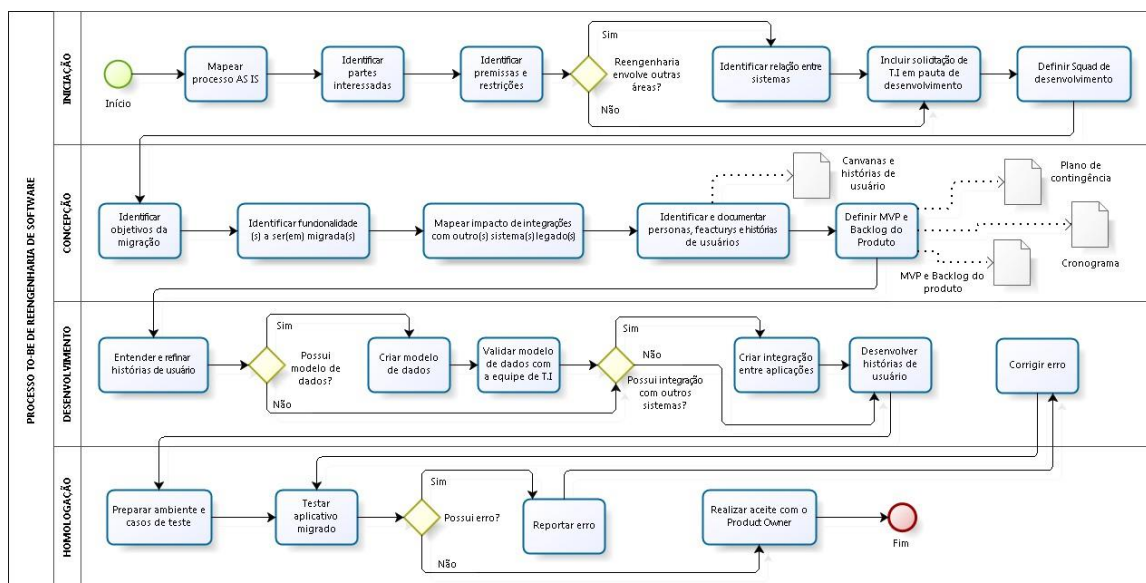 PROCESSO TO-BE DE REENGENHARIA DE SOFTWARE
INICIAÇÃO
Início
Mapear
processo AS IS
Identificar
partes
interessadas
Identificar
premissas e
restrições
Sim
Reengenharia
envolve outras
áreas?
Não
Identificar relação entre
sistemas
Incluir solicitação de
T.I em pauta de
desenvolvimento
Definir Squad de
desenvolvimento
CONCEPÇÃO
Identificar
objetivos da
migração
Identificar funcionalidade
(s) a ser(em) migrada(s)
Mapear impacto de integrações
com outro(s) sistema(s) legado(s)
Identificar e documentar
personas, feacturys e histórias
de usuários
Canvanas e
histórias de
usuário
Definir MVP e
Backlog do
Produto
Plano de
contingência
Cronograma
MVP e Backlog do
produto
DESENVOLVIMENTO
Entender e refinar
histórias de usuário
Sim
Possui
modelo de
dados?
Não
Criar modelo
de dados
Validar modelo
de dados com
a equipe de T.I
Sim
Não
Possui integração
com outros
sistemas?
Criar integração
entre aplicações
Desenvolver
histórias de
usuário
Corrigir erro
HOMOLOGAÇÃO
Preparar ambiente e
casos de teste
Testar
aplicativo
migrado
Sim
Possui erro?
Não
Reportar erro
Realizar aceite com o
Product Owner
Fim